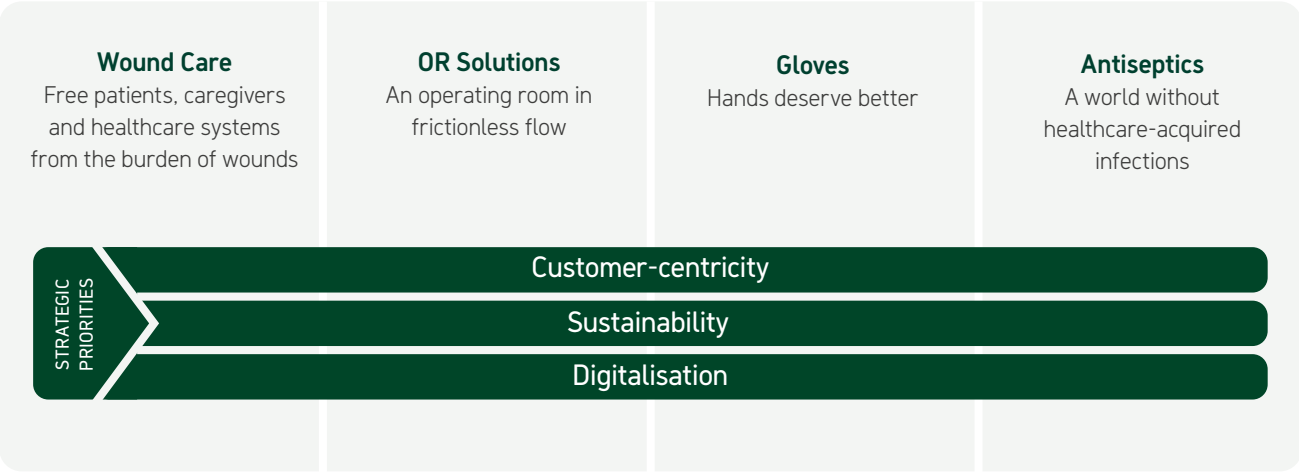 Wound Care
Free patients, caregivers
and healthcare systems
from the burden of wounds
OR Solutions
An operating room in
frictionless flow
Gloves
Hands deserve better
Antiseptics
A world without
healthcare-acquired
infections
STRATEGIC
PRIORITIES
Customer-centricity
Sustainability
Digitalisation